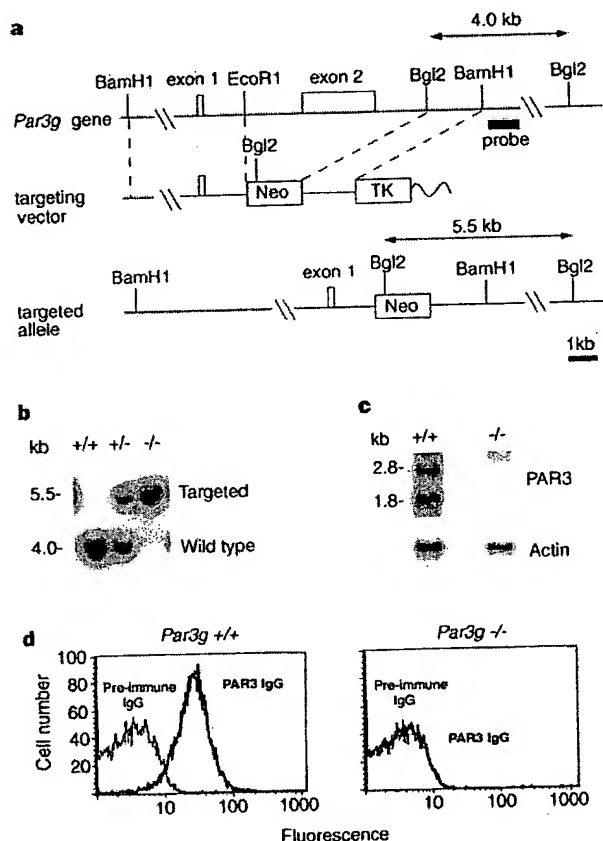 a
4.0 kb
BamH1 exon 1 EcoR1 exon 2 Bgl2 BamH1 Bgl2
Par3g gene
probe
Bgl2
targeting vector
Neo TK
5.5 kb
BamH1 exon 1 Bgl2 BamH1 Bgl2
targeted allele
Neo
1kb
b
kb +/+ +/- -/-
5.5- Targeted
4.0- Wild type
c
kb +/+ -/-
2.8-
PAR3
1.8-
Actin
d
Par3g +/+
Par3g -/-
Cell number
100
80
60
40
20
Pre-immune IgG
PAR3 IgG
10 100 1000
Pre-immune IgG
PAR3 IgG
10 100 1000
Fluorescence